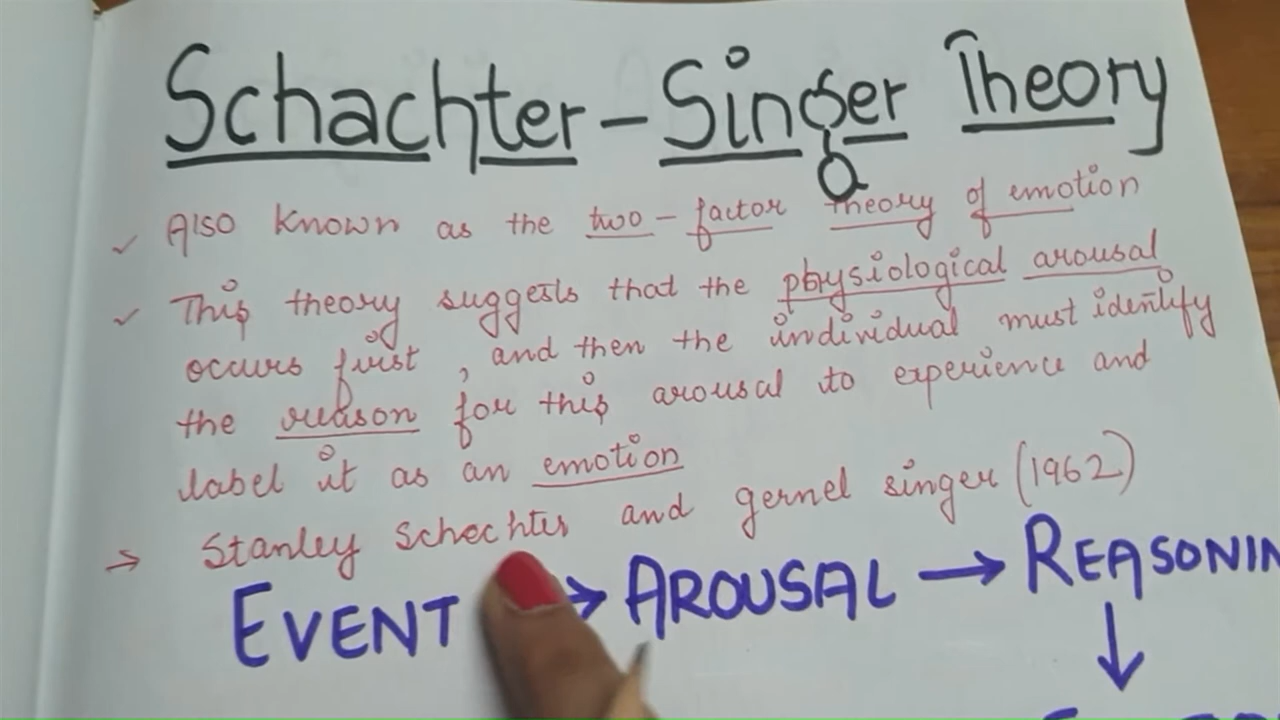 Schachter-Singer Theory
Also known as the two-factor theory of emotion
This theory suggests that the physiological arousal
occurs first, and then the individual must identify
the reason for this arousal to experience and
label it as an emotion
→ Stanley Schechter and gernel singer (1962)
EVENT → AROUSAL → REASONIN
↓